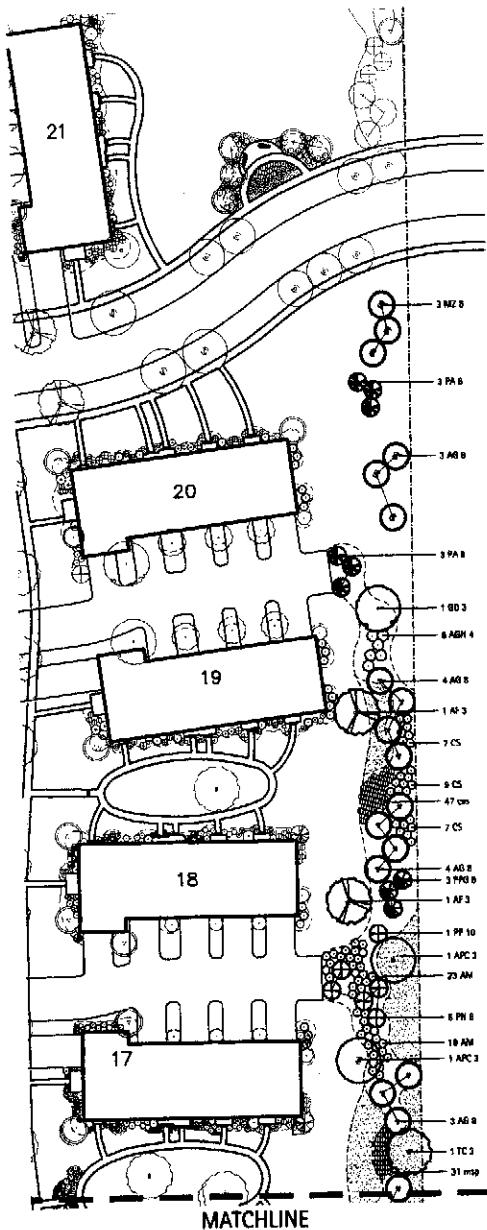 21
3 MZ 8
3 PA 8
3 AG 8
20
3 PA 8
1 GD 3
6 AGN 4
19
4 AG 8
1 AF 3
7 CS
9 CS
47 cas
7 CS
18
4 AG 8
3 PPG 8
1 AF 3
1 PF 10
1 APC 3
23 AM
6 PN 8
19 AM
17
1 APC 3
3 AG 8
1 TC 3
31 msp
MATCHLINE